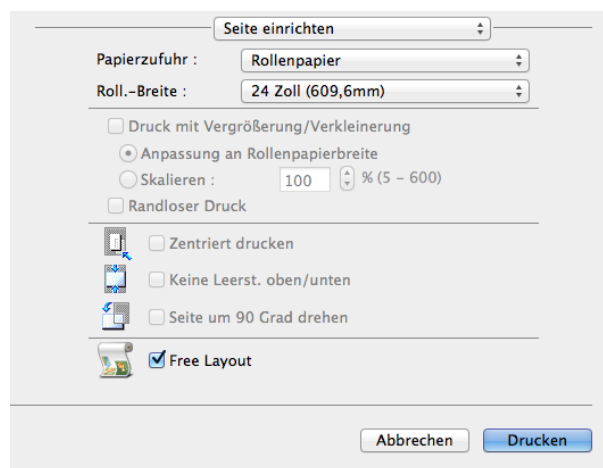 Seite einrichten
Papierzufuhr : Rollenpapier
Roll.-Breite : 24 Zoll (609,6mm)
Druck mit Vergrößerung/Verkleinerung
Anpassung an Rollenpapierbreite
Skalieren : 100 % (5 - 600)
Randloser Druck
Zentriert drucken
Keine Leerst. oben/unten
Seite um 90 Grad drehen
Free Layout
Abbrechen Drucken